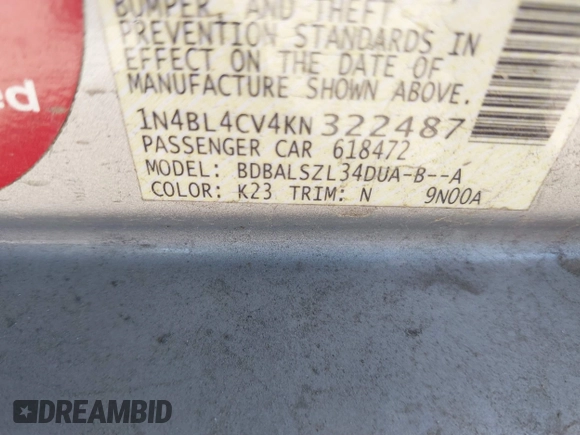 BUMPER, AND THEFT
PREVENTION STANDARDS IN
EFFECT ON THE DATE OF
MANUFACTURE SHOWN ABOVE.
ed
1N4BL4CV4KN322487
PASSENGER CAR 618472
MODEL: BDBALSZL34DUA-B--A
COLOR: K23 TRIM: N 9N00A
DREAMBID